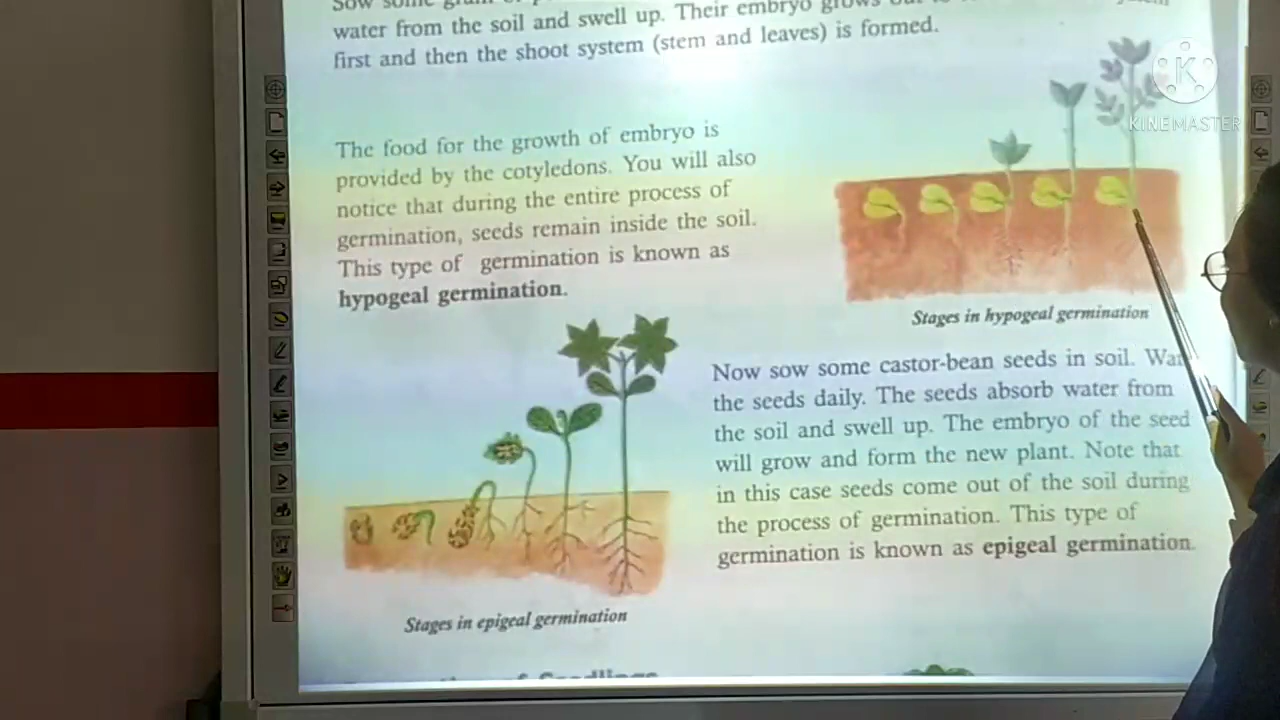 Sow some
water from the soil and swell up. Their embryo grows
first and then the shoot system (stem and leaves) is formed.
The food for the growth of embryo is
provided by the cotyledons. You will also
notice that during the entire process of
germination, seeds remain inside the soil.
This type of germination is known as
hypogeal germination.
KINEMASTER
Stages in hypogeal germination
Now sow some castor-bean seeds in soil.
the seeds daily. The seeds absorb water from
the soil and swell up. The embryo of the seed
will grow and form the new plant. Note that
in this case seeds come out of the soil during
the process of germination. This type of
germination is known as epigeal germination.
Stages in epigeal germination